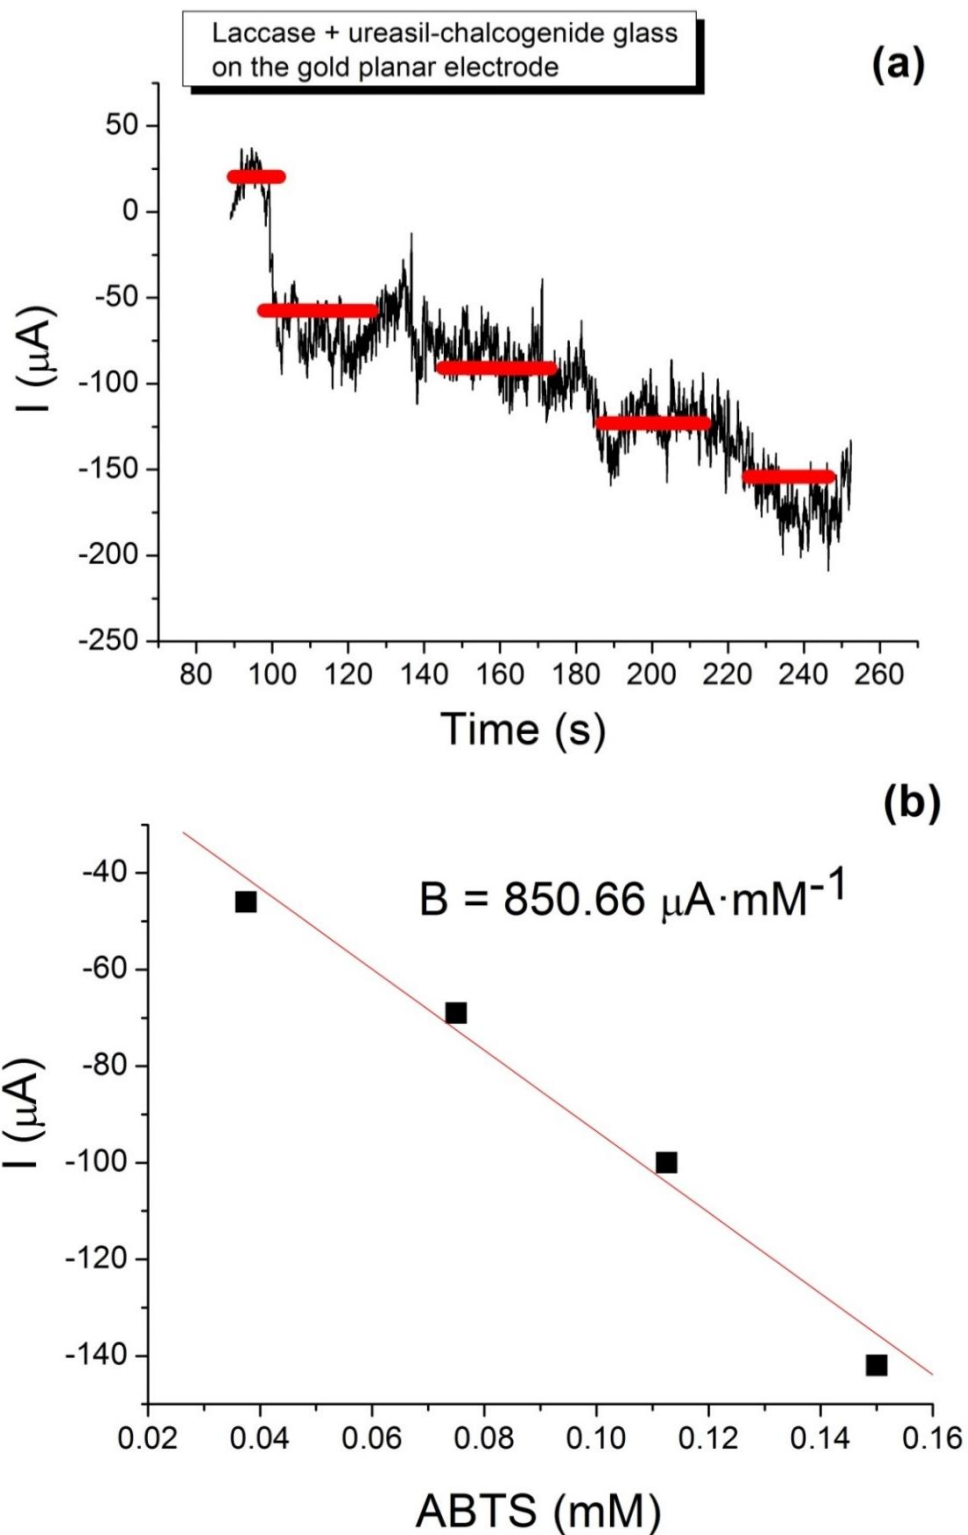 Laccase + ureasil-chalcogenide glass
on the gold planar electrode
(a)
50
0
-50
-100
-150
-200
-250
I (μA)
80 100 120 140 160 180 200 220 240 260
Time (s)
(b)
B = 850.66 μA·mM-1
-40
-60
-80
-100
-120
-140
I (μA)
0.02 0.04 0.06 0.08 0.10 0.12 0.14 0.16
ABTS (mM)